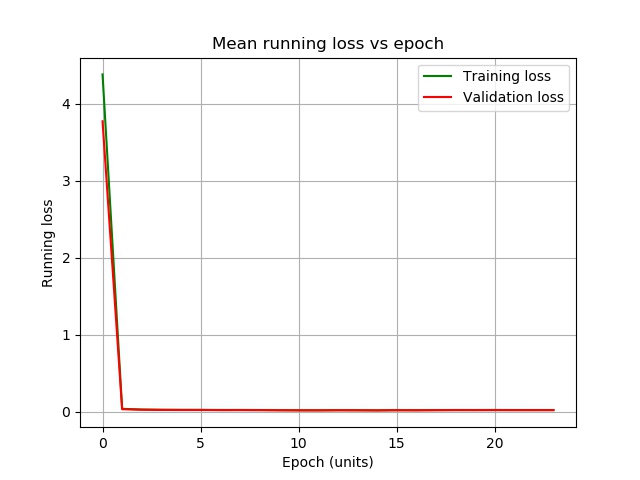 Mean running loss vs epoch
Training loss
Validation loss
Running loss
4
3
2
1
0
0 5 10 15 20
Epoch (units)